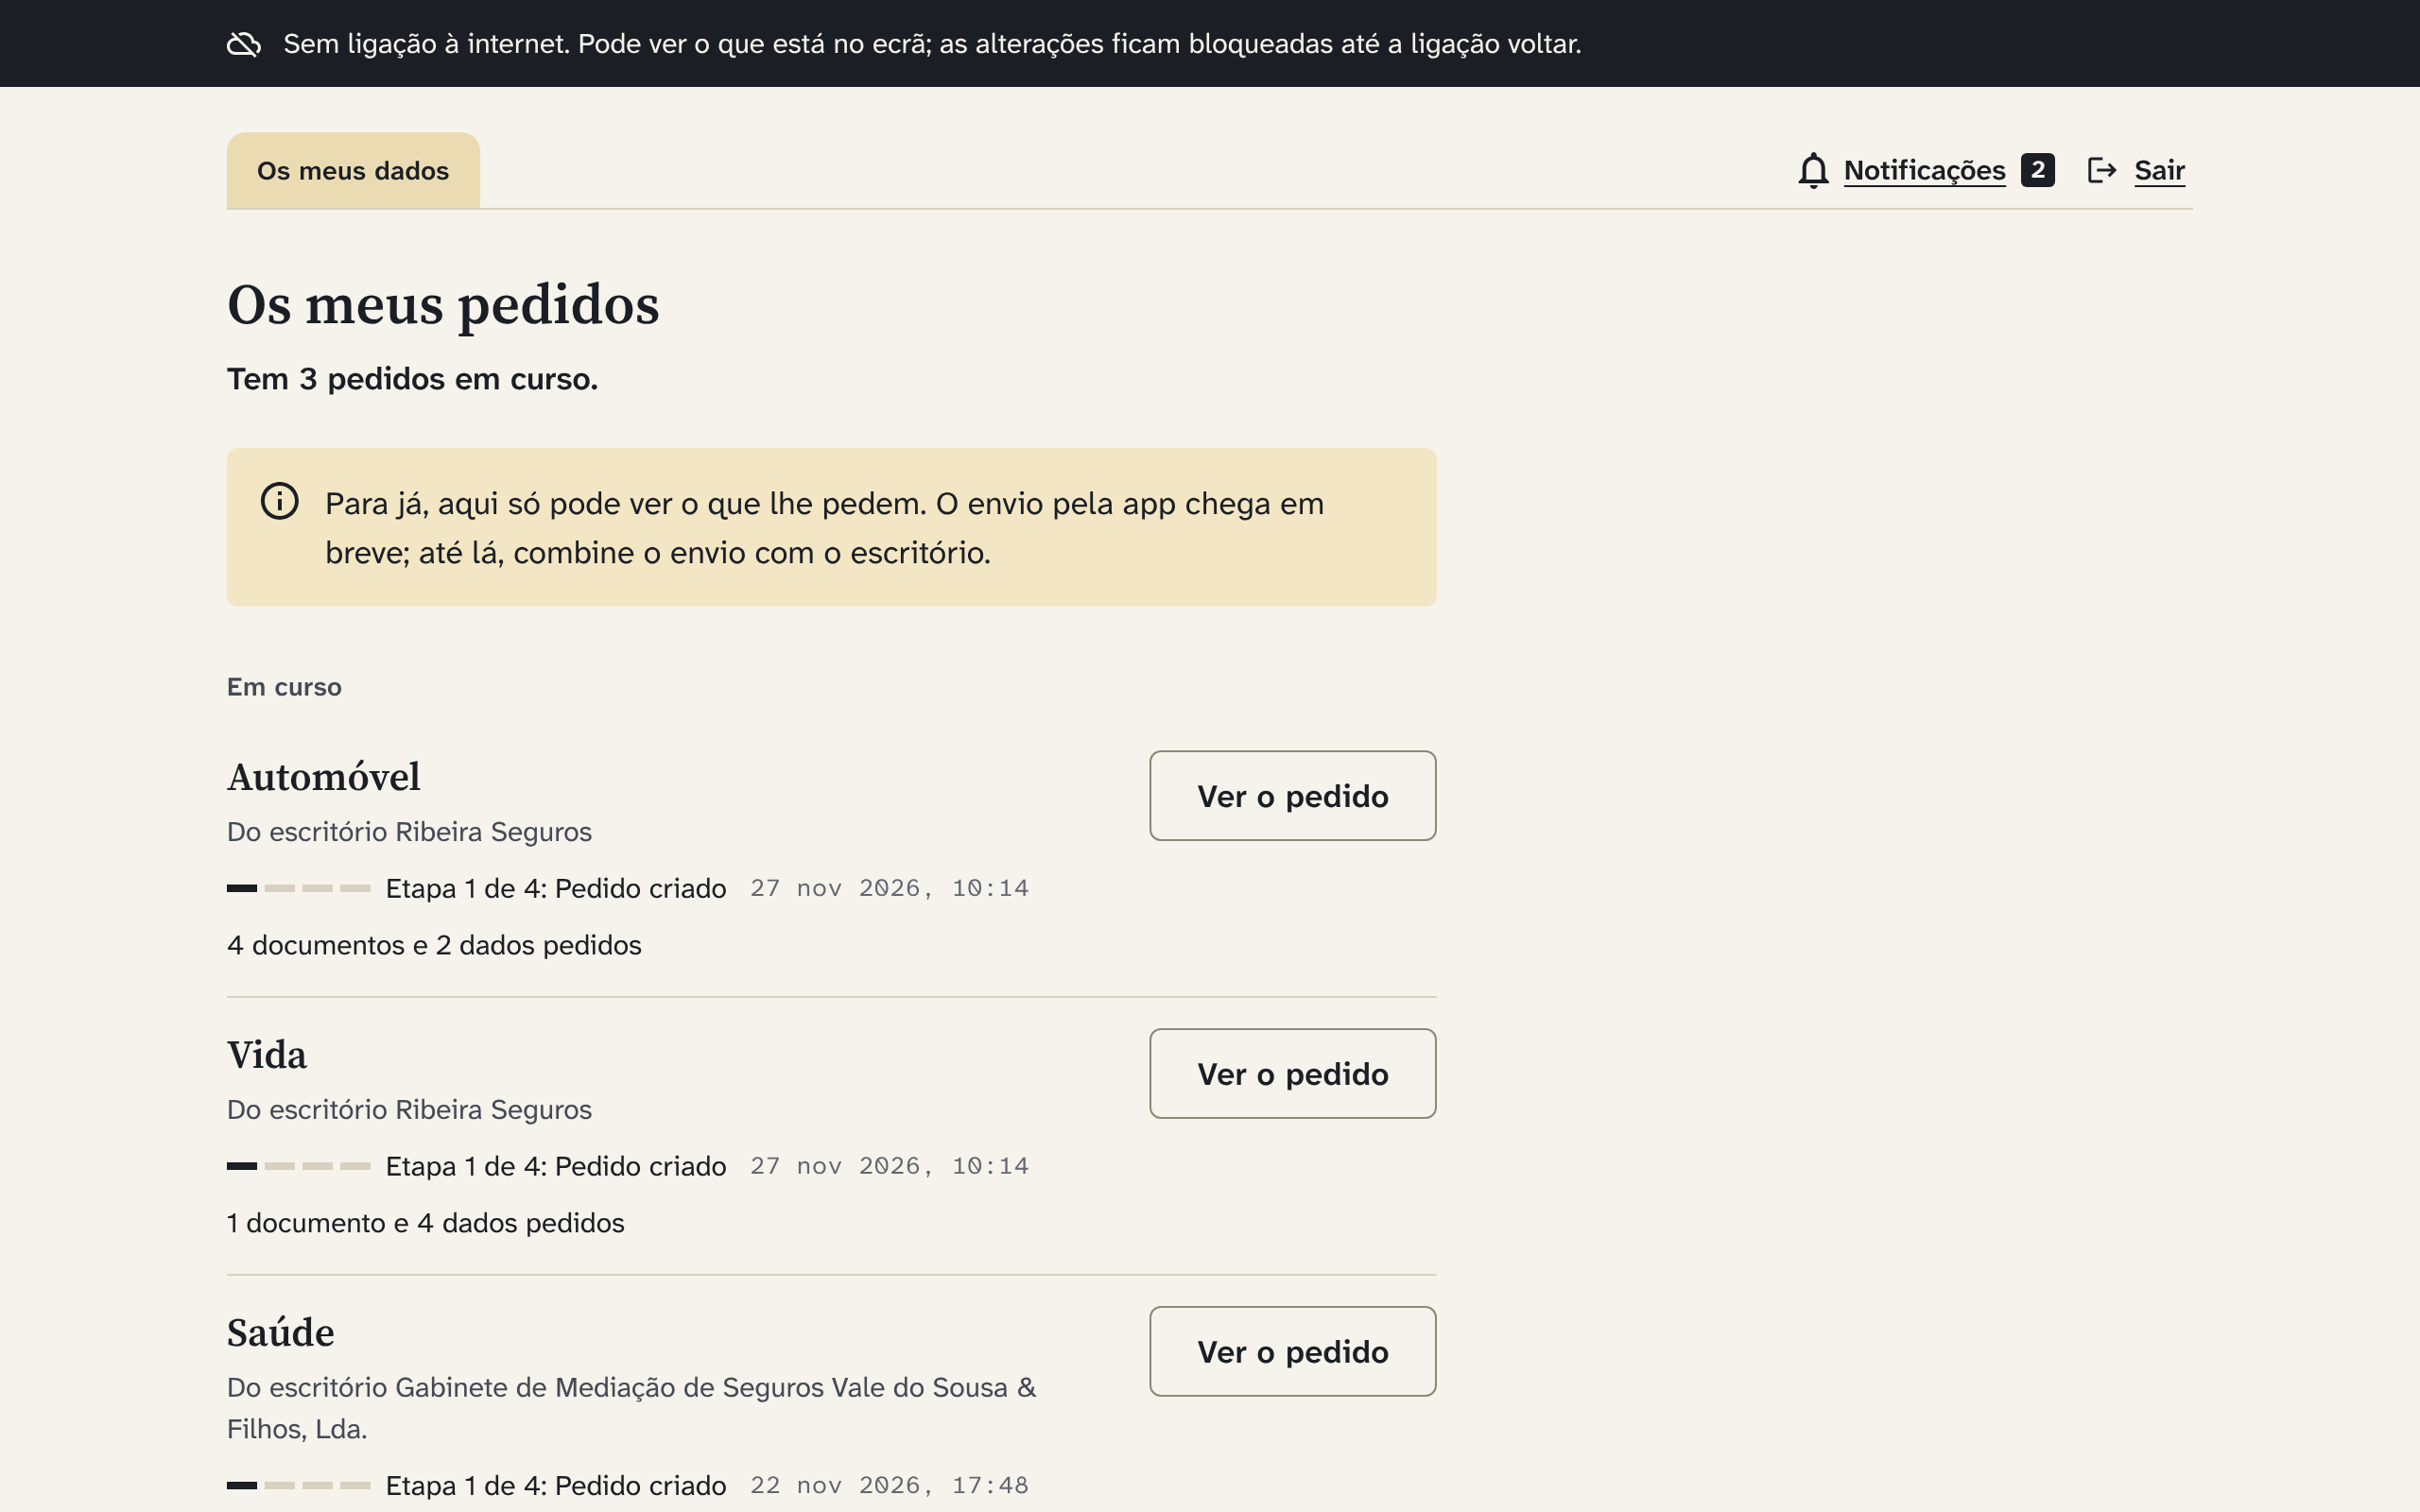 Sem ligação à internet. Pode ver o que está no ecrã; as alterações ficam bloqueadas até a ligação voltar.
Os meus dados
Notificações 2
Sair
Os meus pedidos
Tem 3 pedidos em curso.
Para já, aqui só pode ver o que lhe pedem. O envio pela app chega em
breve; até lá, combine o envio com o escritório.
Em curso
Automóvel
Ver o pedido
Do escritório Ribeira Seguros
Etapa 1 de 4: Pedido criado 27 nov 2026, 10:14
4 documentos e 2 dados pedidos
Vida
Ver o pedido
Do escritório Ribeira Seguros
Etapa 1 de 4: Pedido criado 27 nov 2026, 10:14
1 documento e 4 dados pedidos
Saúde
Ver o pedido
Do escritório Gabinete de Mediação de Seguros Vale do Sousa &
Filhos, Lda.
Etapa 1 de 4: Pedido criado 22 nov 2026, 17:48